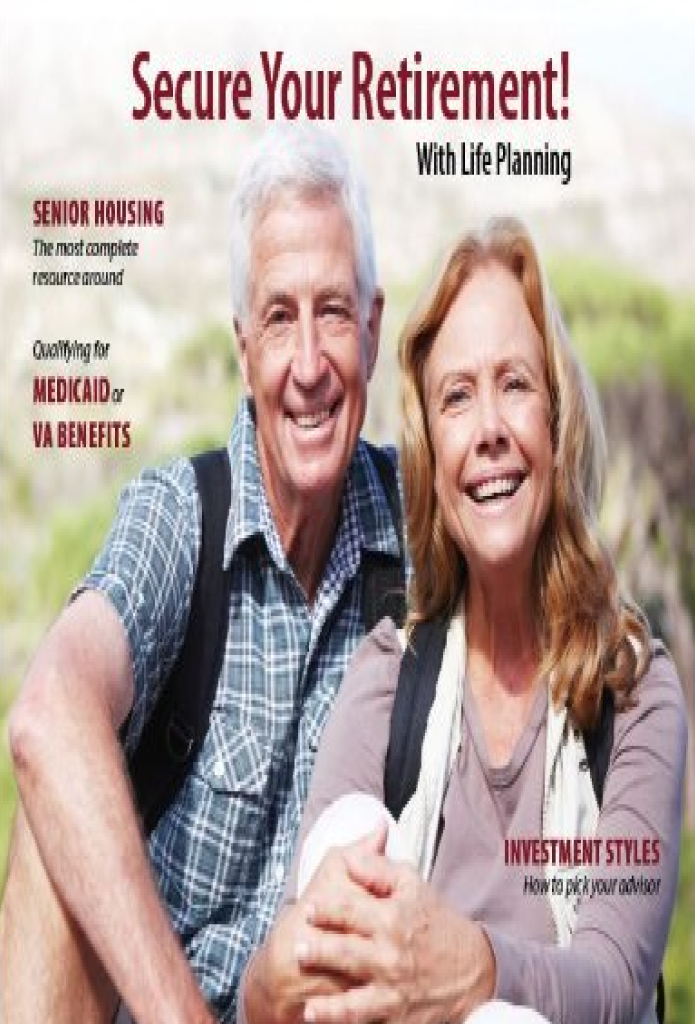 Secure Your Retirement!
With Life Planning
SENIOR HOUSING
The most complete
resource around
Qualifying for
MEDICAID or
VA BENEFITS
INVESTMENT STYLES
How to pick your advisor